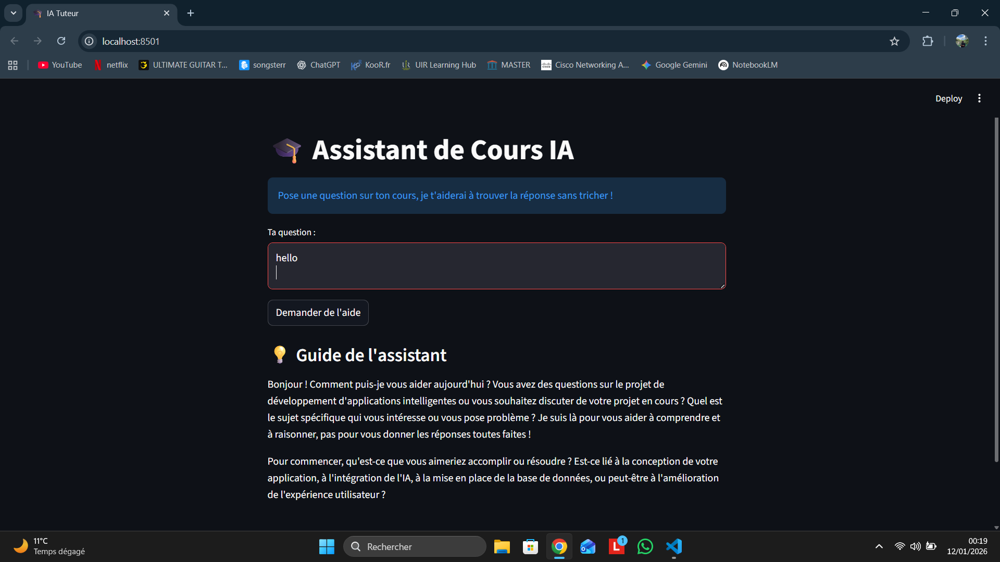 IA Tuteur
localhost:8501
YouTube
netflix
ULTIMATE GUITAR T...
songsterr
ChatGPT
KooR.fr
UIR Learning Hub
MASTER
Cisco Networking A...
Google Gemini
NotebookLM
Deploy
Assistant de Cours IA
Pose une question sur ton cours, je t'aiderai à trouver la réponse sans tricher !
Ta question :
hello
Demander de l'aide
Guide de l'assistant
Bonjour ! Comment puis-je vous aider aujourd'hui ? Vous avez des questions sur le projet de
développement d'applications intelligentes ou vous souhaitez discuter de votre projet en cours ? Quel est
le sujet spécifique qui vous intéresse ou vous pose problème ? Je suis là pour vous aider à comprendre et
à raisonner, pas pour vous donner les réponses toutes faites !
Pour commencer, qu'est-ce que vous aimeriez accomplir ou résoudre ? Est-ce lié à la conception de votre
application, à l'intégration de l'IA, à la mise en place de la base de données, ou peut-être à l'amélioration
de l'expérience utilisateur ?
11°C
Temps dégagé
Rechercher
L
1
00:19
12/01/2026